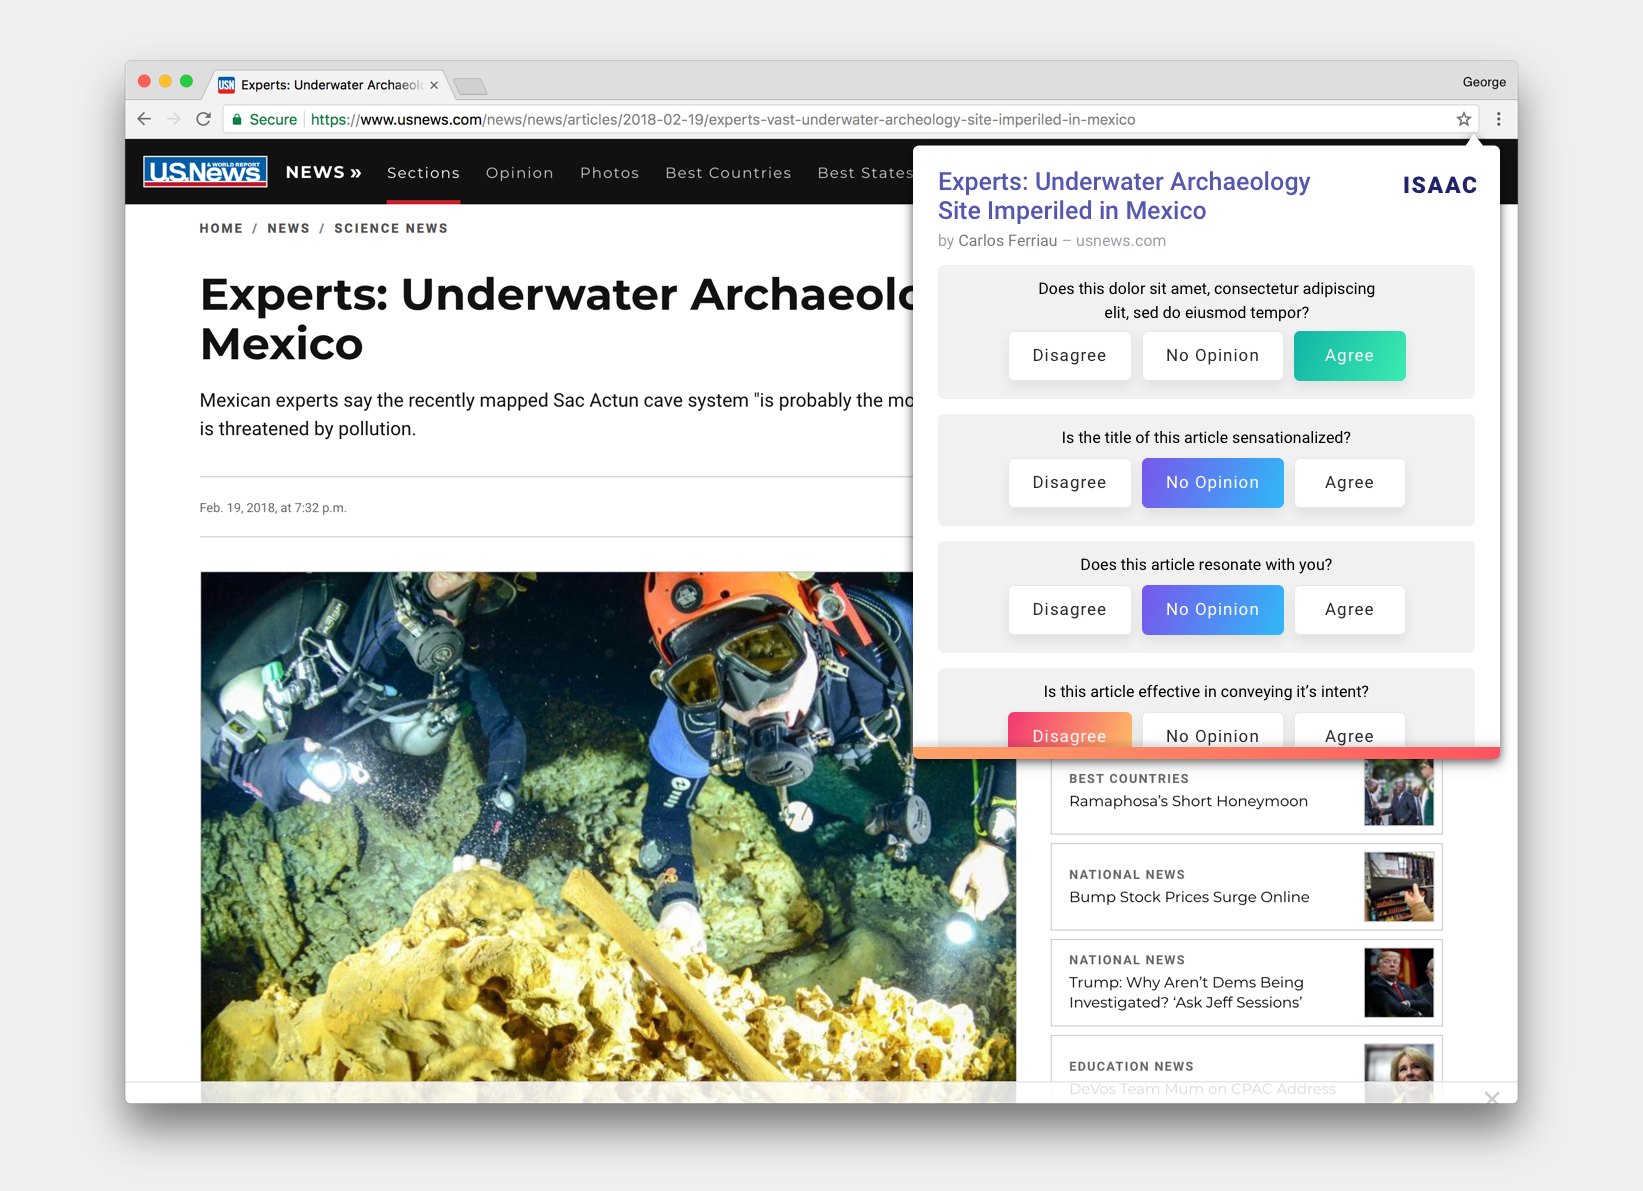 USN Experts: Underwater Archaeolo
George
Secure https://www.usnews.com/news/news/articles/2018-02-19/experts-vast-underwater-archeology-site-imperiled-in-mexico
U.S.News & WORLD REPORT
NEWS » Sections Opinion Photos Best Countries Best States
HOME / NEWS / SCIENCE NEWS
Experts: Underwater Archaeolo
Mexico
Mexican experts say the recently mapped Sac Actun cave system "is probably the mo
is threatened by pollution.
Feb. 19, 2018, at 7:32 p.m.
Experts: Underwater Archaeology
Site Imperiled in Mexico
ISAAC
by Carlos Ferriau – usnews.com
Does this dolor sit amet, consectetur adipiscing
elit, sed do eiusmod tempor?
Disagree No Opinion Agree
Is the title of this article sensationalized?
Disagree No Opinion Agree
Does this article resonate with you?
Disagree No Opinion Agree
Is this article effective in conveying it’s intent?
Disagree No Opinion Agree
BEST COUNTRIES
Ramaphosa’s Short Honeymoon
NATIONAL NEWS
Bump Stock Prices Surge Online
NATIONAL NEWS
Trump: Why Aren’t Dems Being
Investigated? ‘Ask Jeff Sessions’
EDUCATION NEWS
DeVos Team Mum on CPAC Address